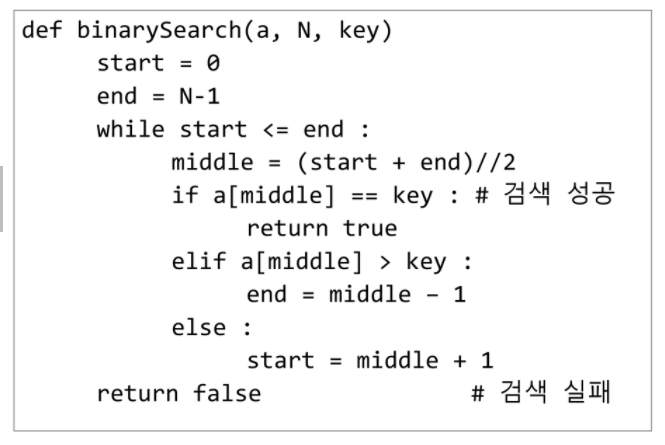 def binarySearch(a, N, key)
start = 0
end = N-1
while start <= end :
middle = (start + end)//2
if a[middle] == key : # 검색 성공
return true
elif a[middle] > key :
end = middle – 1
else :
start = middle + 1
return false # 검색 실패